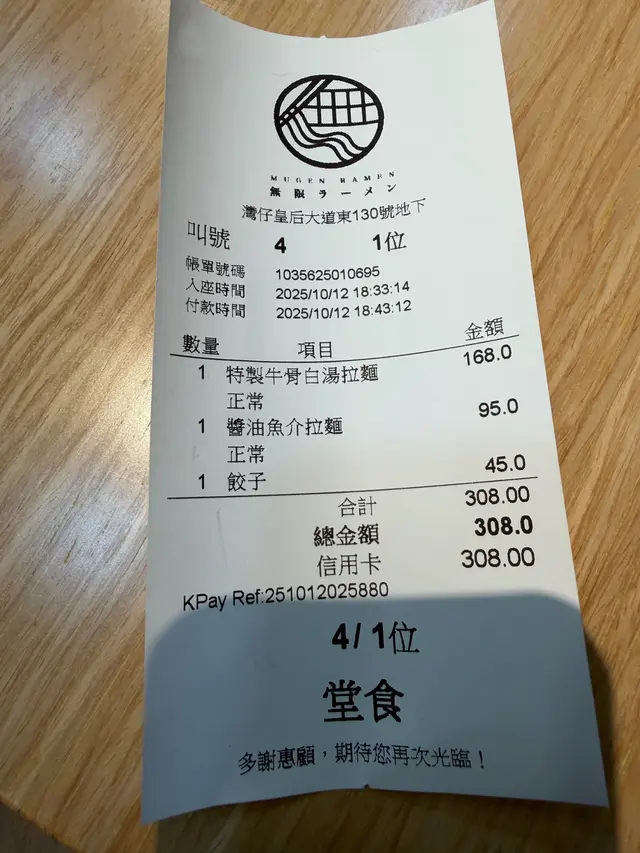 MUGEN RAMEN
無限ラーメン
灣仔皇后大道東130號地下
叫號 4 1位
帳單號碼 1035625010695
入座時間 2025/10/12 18:33:14
付款時間 2025/10/12 18:43:12
數量 項目 金額
1 特製牛骨白湯拉麵 168.0
正常
1 醬油魚介拉麵 95.0
正常
1 餃子 45.0
合計 308.00
總金額 308.0
信用卡 308.00
KPay Ref:251012025880
4/ 1位
堂食
多謝惠顧，期待您再次光臨！